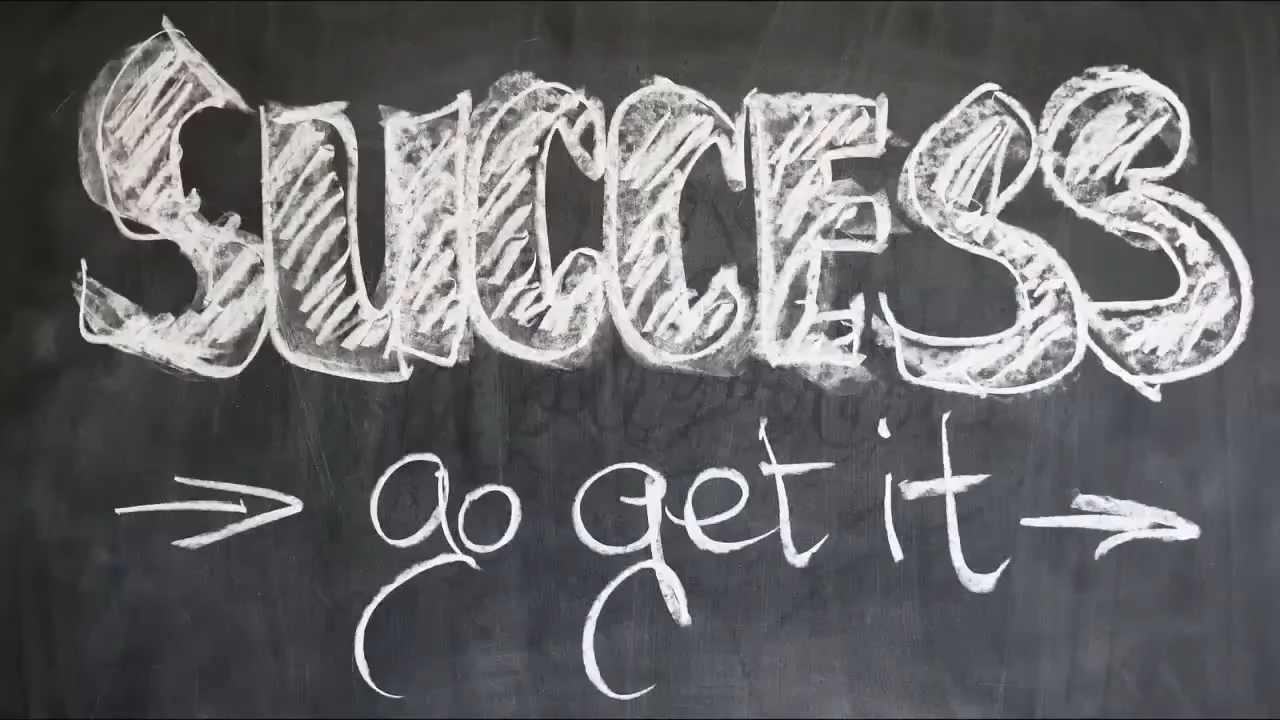 SUCCESS
→ go get it →